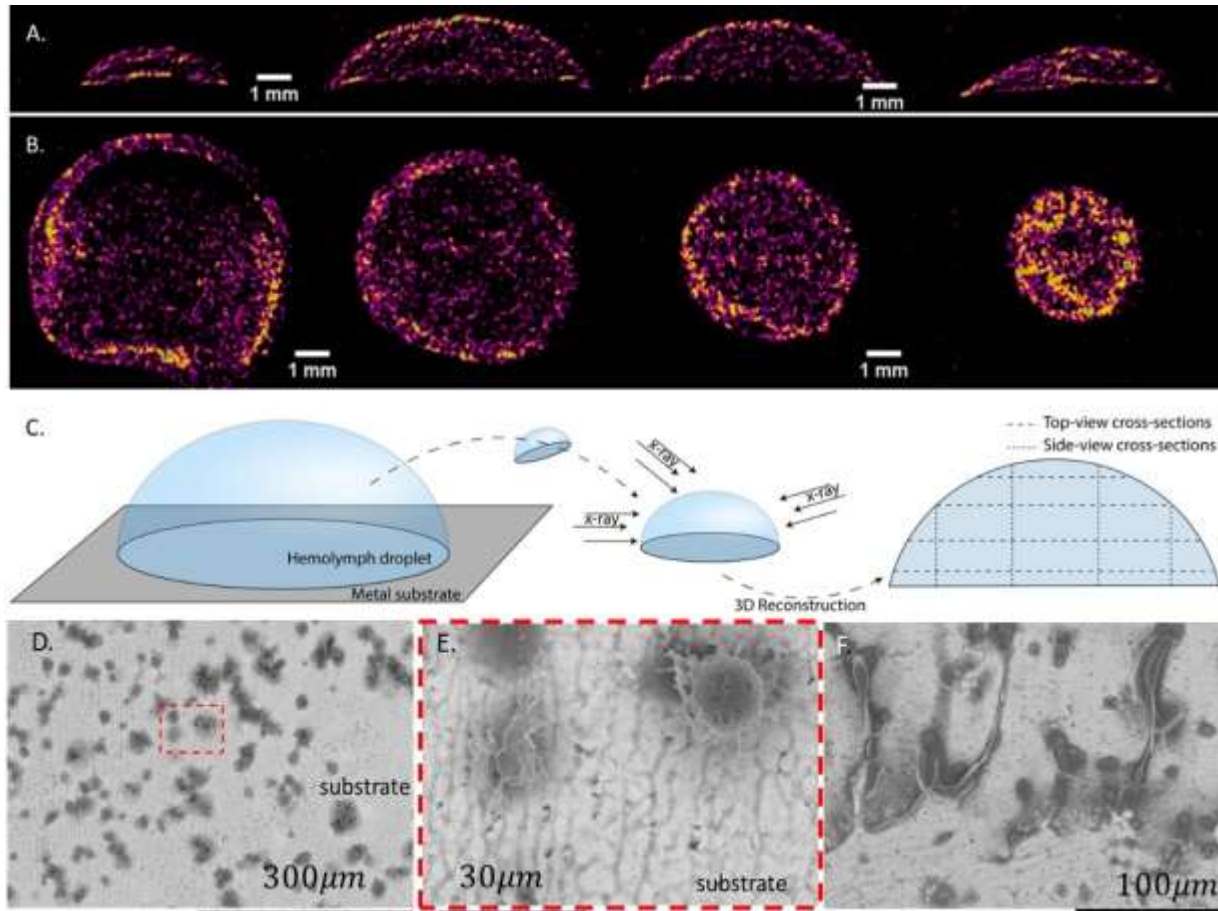 A.
1 mm
1 mm
B.
1 mm
1 mm
C.
Hemolymph droplet
Metal substrate
x-ray
x-ray
x-ray
3D Reconstruction
Top-view cross-sections
Side-view cross-sections
D.
substrate
300μm
E.
30μm
substrate
F.
100μm